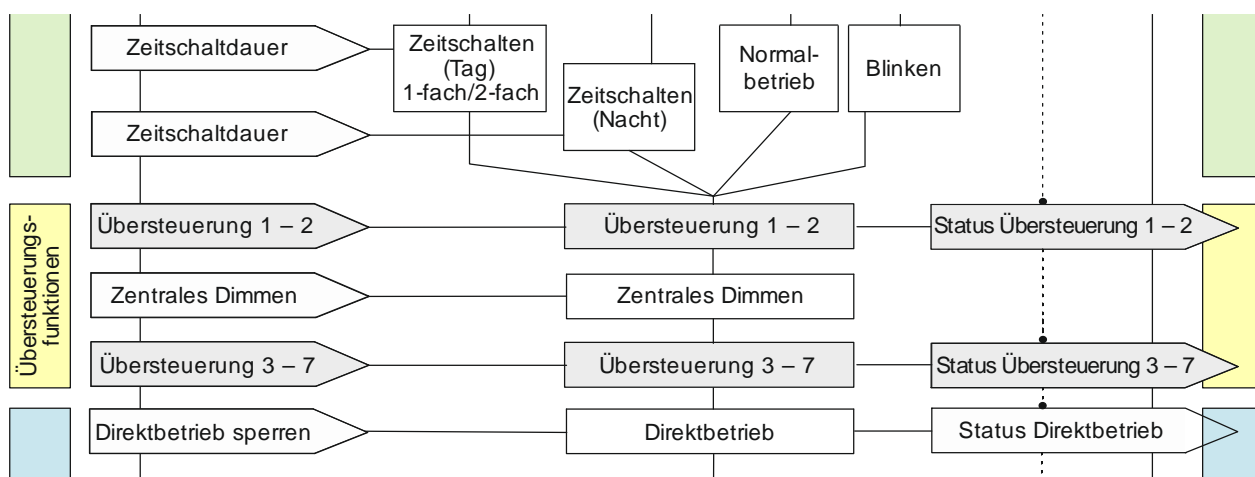 Zeitschaltdauer
Zeitschalten
(Tag)
1-fach/2-fach
Normal-
betrieb
Blinken
Zeitschaltdauer
Zeitschalten
(Nacht)
Übersteuerungs-
funktionen
Übersteuerung 1 – 2
Übersteuerung 1 – 2
Status Übersteuerung 1 – 2
Zentrales Dimmen
Zentrales Dimmen
Übersteuerung 3 – 7
Übersteuerung 3 – 7
Status Übersteuerung 3 – 7
Direktbetrieb sperren
Direktbetrieb
Status Direktbetrieb